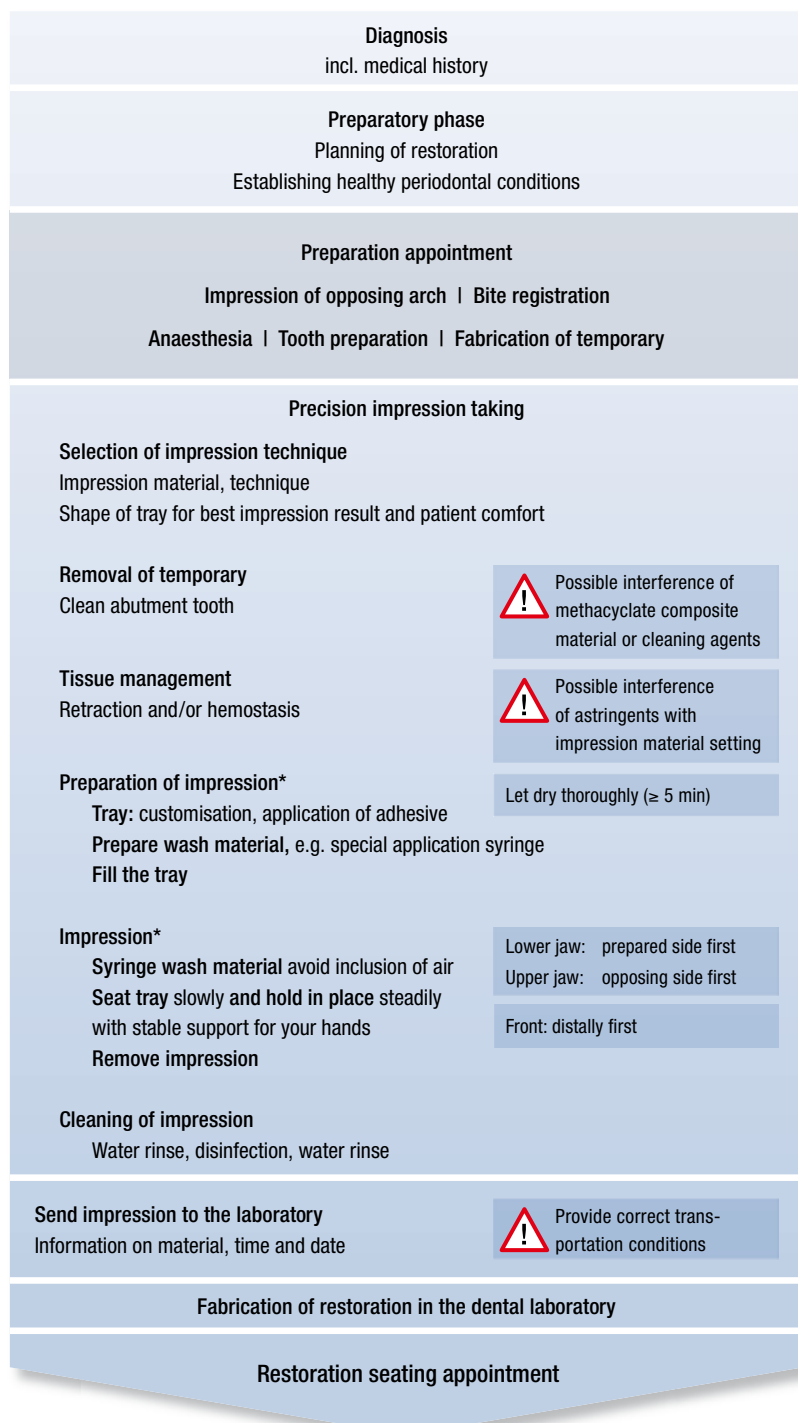 Diagnosis
incl. medical history
Preparatory phase
Planning of restoration
Establishing healthy periodontal conditions
Preparation appointment
Impression of opposing arch | Bite registration
Anaesthesia | Tooth preparation | Fabrication of temporary
Precision impression taking
Selection of impression technique
Impression material, technique
Shape of tray for best impression result and patient comfort
Removal of temporary
Clean abutment tooth
!
Possible interference of
methacyclate composite
material or cleaning agents
Tissue management
Retraction and/or hemostasis
!
Possible interference
of astringents with
impression material setting
Preparation of impression*
Tray: customisation, application of adhesive
Prepare wash material, e.g. special application syringe
Fill the tray
Let dry thoroughly (≥ 5 min)
Impression*
Syringe wash material avoid inclusion of air
Seat tray slowly and hold in place steadily
with stable support for your hands
Remove impression
Lower jaw: prepared side first
Upper jaw: opposing side first
Front: distally first
Cleaning of impression
Water rinse, disinfection, water rinse
Send impression to the laboratory
Information on material, time and date
!
Provide correct trans-
portation conditions
Fabrication of restoration in the dental laboratory
Restoration seating appointment